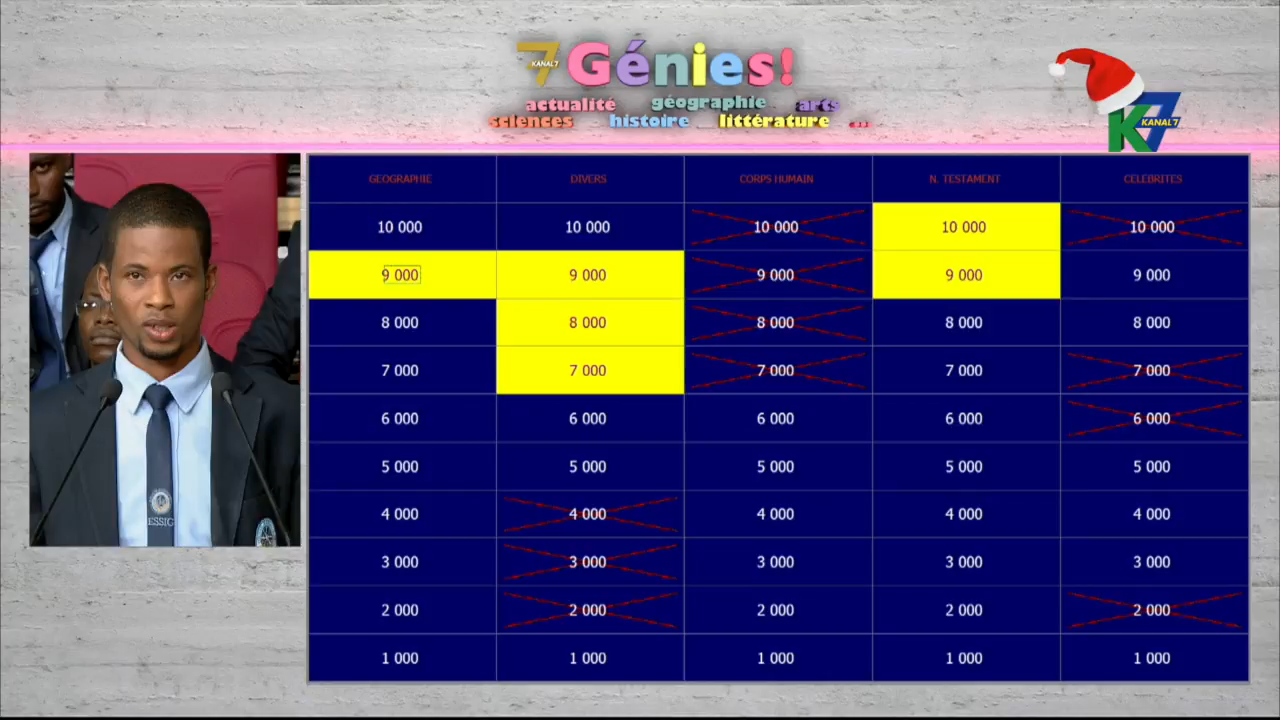 7 KANAL7 Génies!
actualité géographie arts
sciences histoire littérature ...
K7 KANAL7
GEOGRAPHIE DIVERS CORPS HUMAIN N. TESTAMENT CELEBRITES
10 000 10 000 10 000 10 000 10 000
9 000 9 000 9 000 9 000 9 000
8 000 8 000 8 000 8 000 8 000
7 000 7 000 7 000 7 000 7 000
6 000 6 000 6 000 6 000 6 000
5 000 5 000 5 000 5 000 5 000
4 000 4 000 4 000 4 000 4 000
3 000 3 000 3 000 3 000 3 000
2 000 2 000 2 000 2 000 2 000
1 000 1 000 1 000 1 000 1 000
ESSIG